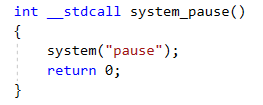 int __stdcall system_pause()
{
    system("pause");
    return 0;
}